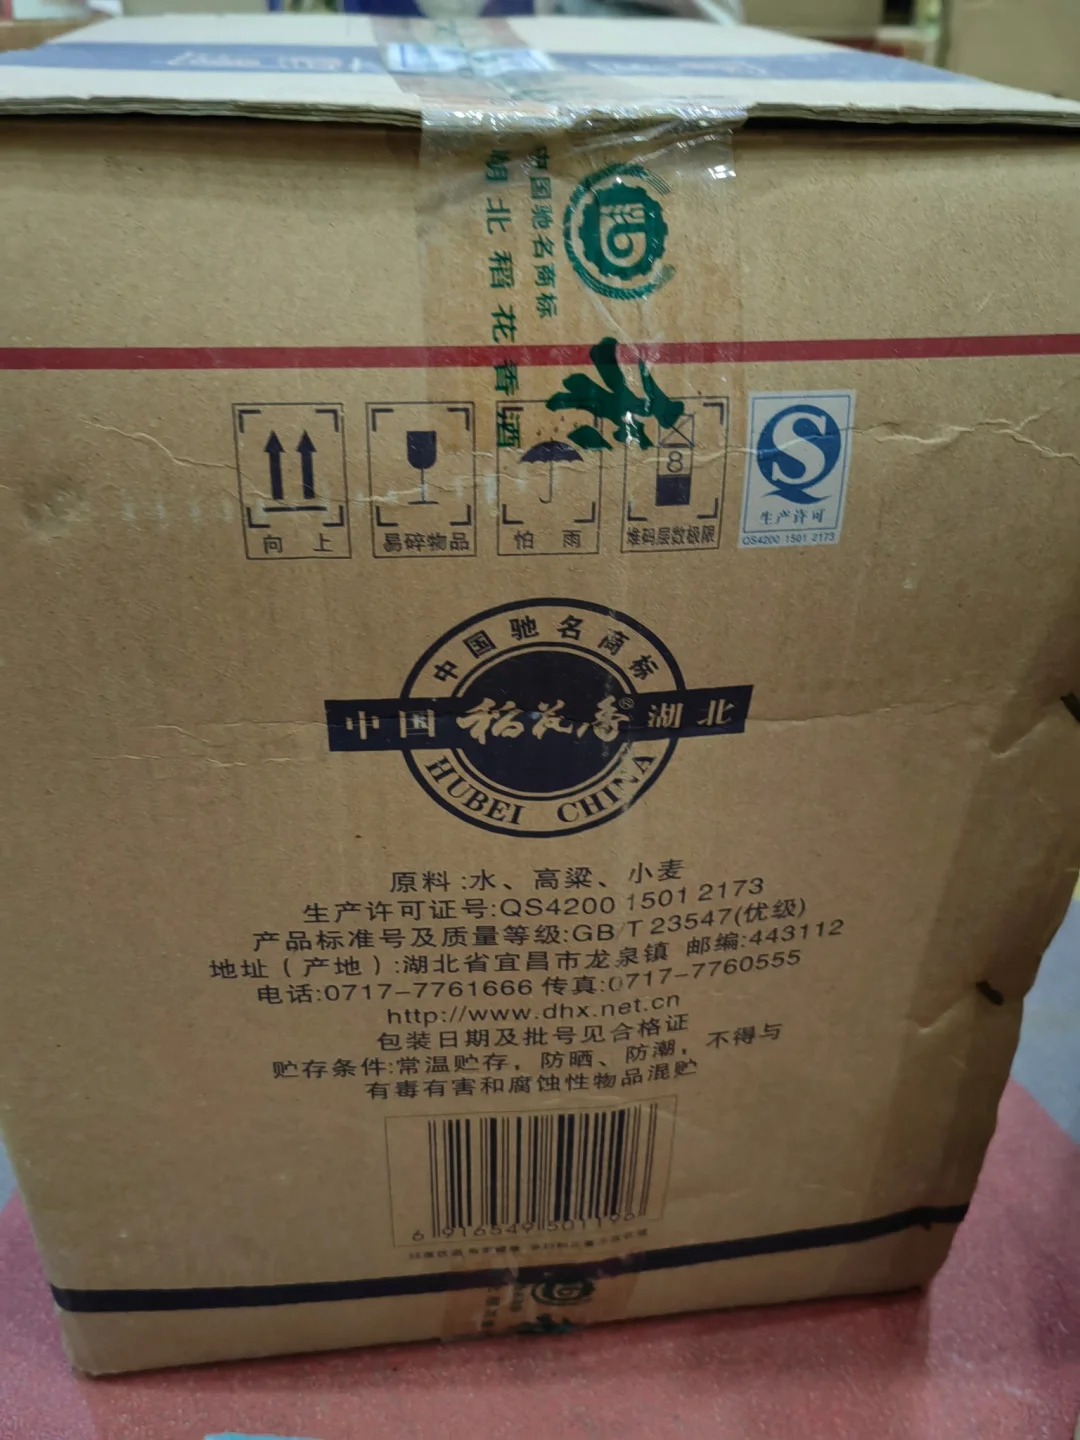 中国驰名商标
湖北稻花香酒
向上
易碎物品
怕雨
8
堆码层数极限
生产许可
QS4200 1501 2173
中国驰名商标
中国 稻花香® 湖北
HUBEI CHINA
原料:水、高粱、小麦
生产许可证号:QS4200 1501 2173
产品标准号及质量等级:GB/T 23547(优级)
地址(产地):湖北省宜昌市龙泉镇 邮编:443112
电话:0717-7761666 传真:0717-7760555
http://www.dhx.net.cn
包装日期及批号见合格证
贮存条件:常温贮存,防晒、防潮,不得与
有毒有害和腐蚀性物品混贮
6 916549 501196